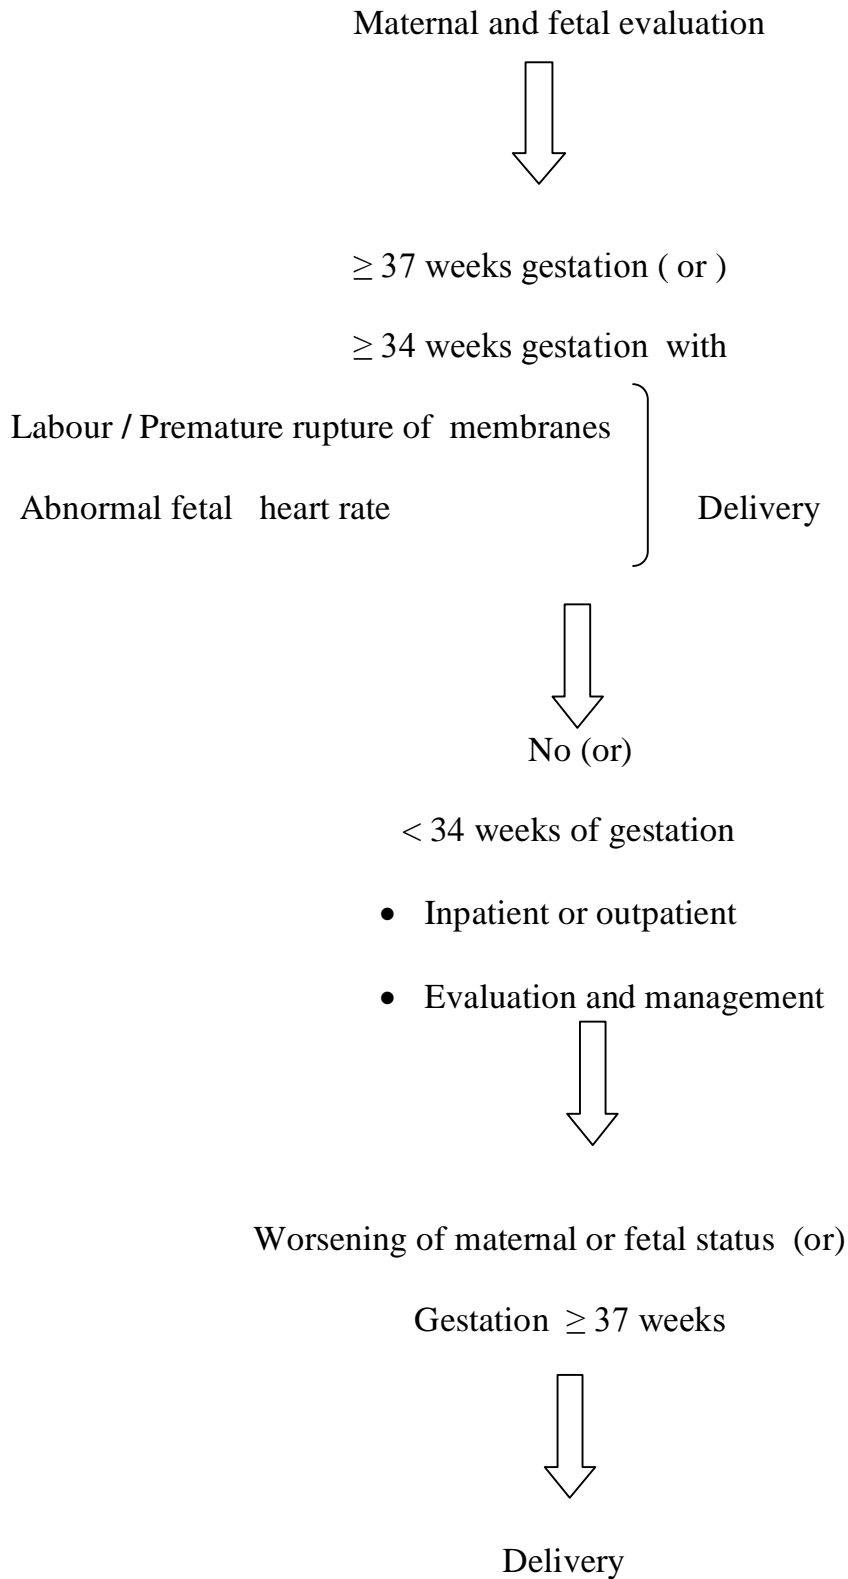 Maternal and fetal evaluation
≥ 37 weeks gestation ( or )
≥ 34 weeks gestation with
Labour / Premature rupture of membranes
Abnormal fetal heart rate Delivery
No (or)
< 34 weeks of gestation
• Inpatient or outpatient
• Evaluation and management
Worsening of maternal or fetal status (or)
Gestation ≥ 37 weeks
Delivery